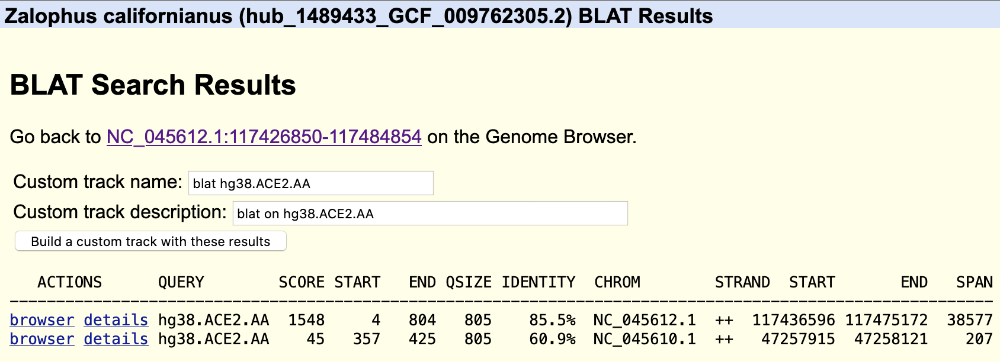 Zalophus californianus (hub_1489433_GCF_009762305.2) BLAT Results
BLAT Search Results
Go back to NC_045612.1:117426850-117484854 on the Genome Browser.
Custom track name: blat hg38.ACE2.AA
Custom track description: blat on hg38.ACE2.AA
Build a custom track with these results
ACTIONS QUERY SCORE START END QSIZE IDENTITY CHROM STRAND START END SPAN
browser details hg38.ACE2.AA 1548 4 804 805 85.5% NC_045612.1 ++ 117436596 117475172 38577
browser details hg38.ACE2.AA 45 357 425 805 60.9% NC_045610.1 ++ 47257915 47258121 207